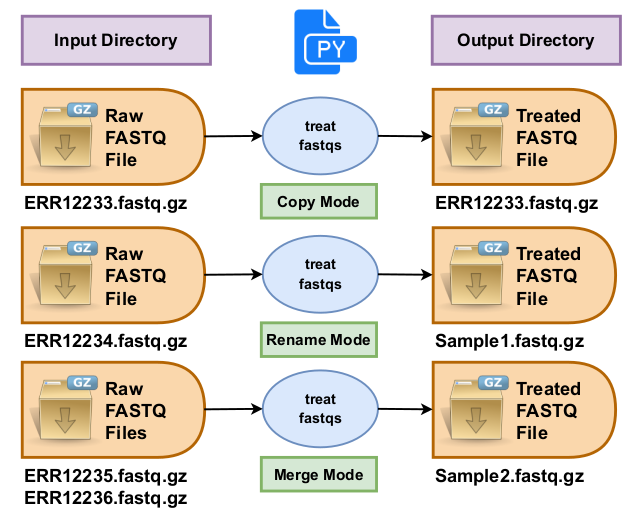 Input Directory
PY
Output Directory
GZ
Raw
FASTQ
File
ERR12233.fastq.gz
treat
fastqs
Copy Mode
GZ
Treated
FASTQ
File
ERR12233.fastq.gz
GZ
Raw
FASTQ
File
ERR12234.fastq.gz
treat
fastqs
Rename Mode
GZ
Treated
FASTQ
File
Sample1.fastq.gz
GZ
Raw
FASTQ
Files
ERR12235.fastq.gz
ERR12236.fastq.gz
treat
fastqs
Merge Mode
GZ
Treated
FASTQ
File
Sample2.fastq.gz